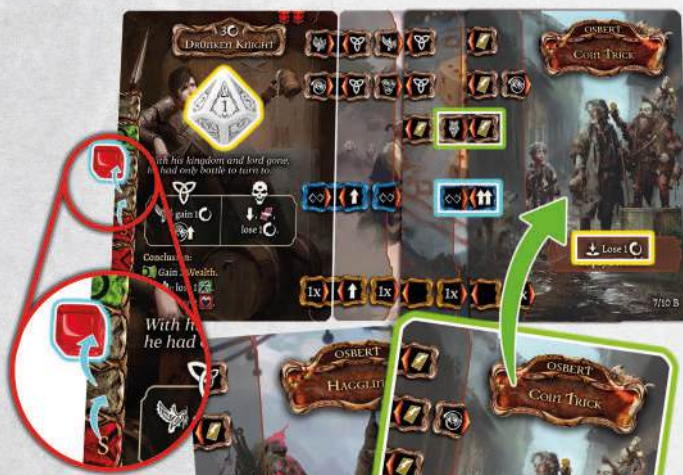 3
DRUNKEN KNIGHT
1
With his kingdom and lord gone,
he had only bottle to turn to.
gain 1
lose 1
Conclusion:
Gain Wealth.
lose
1x
1x
1x
OSBERT
COIN TRICK
Lose 1
7/10 B
With h
he had
S
OSBERT
HAGGLIN
OSBERT
COIN TRICK